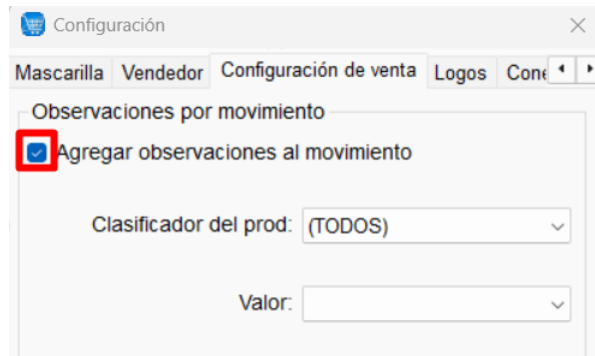 Configuración
Mascarilla Vendedor Configuración de venta Logos Cone
Observaciones por movimiento
Agregar observaciones al movimiento
Clasificador del prod: (TODOS)
Valor: